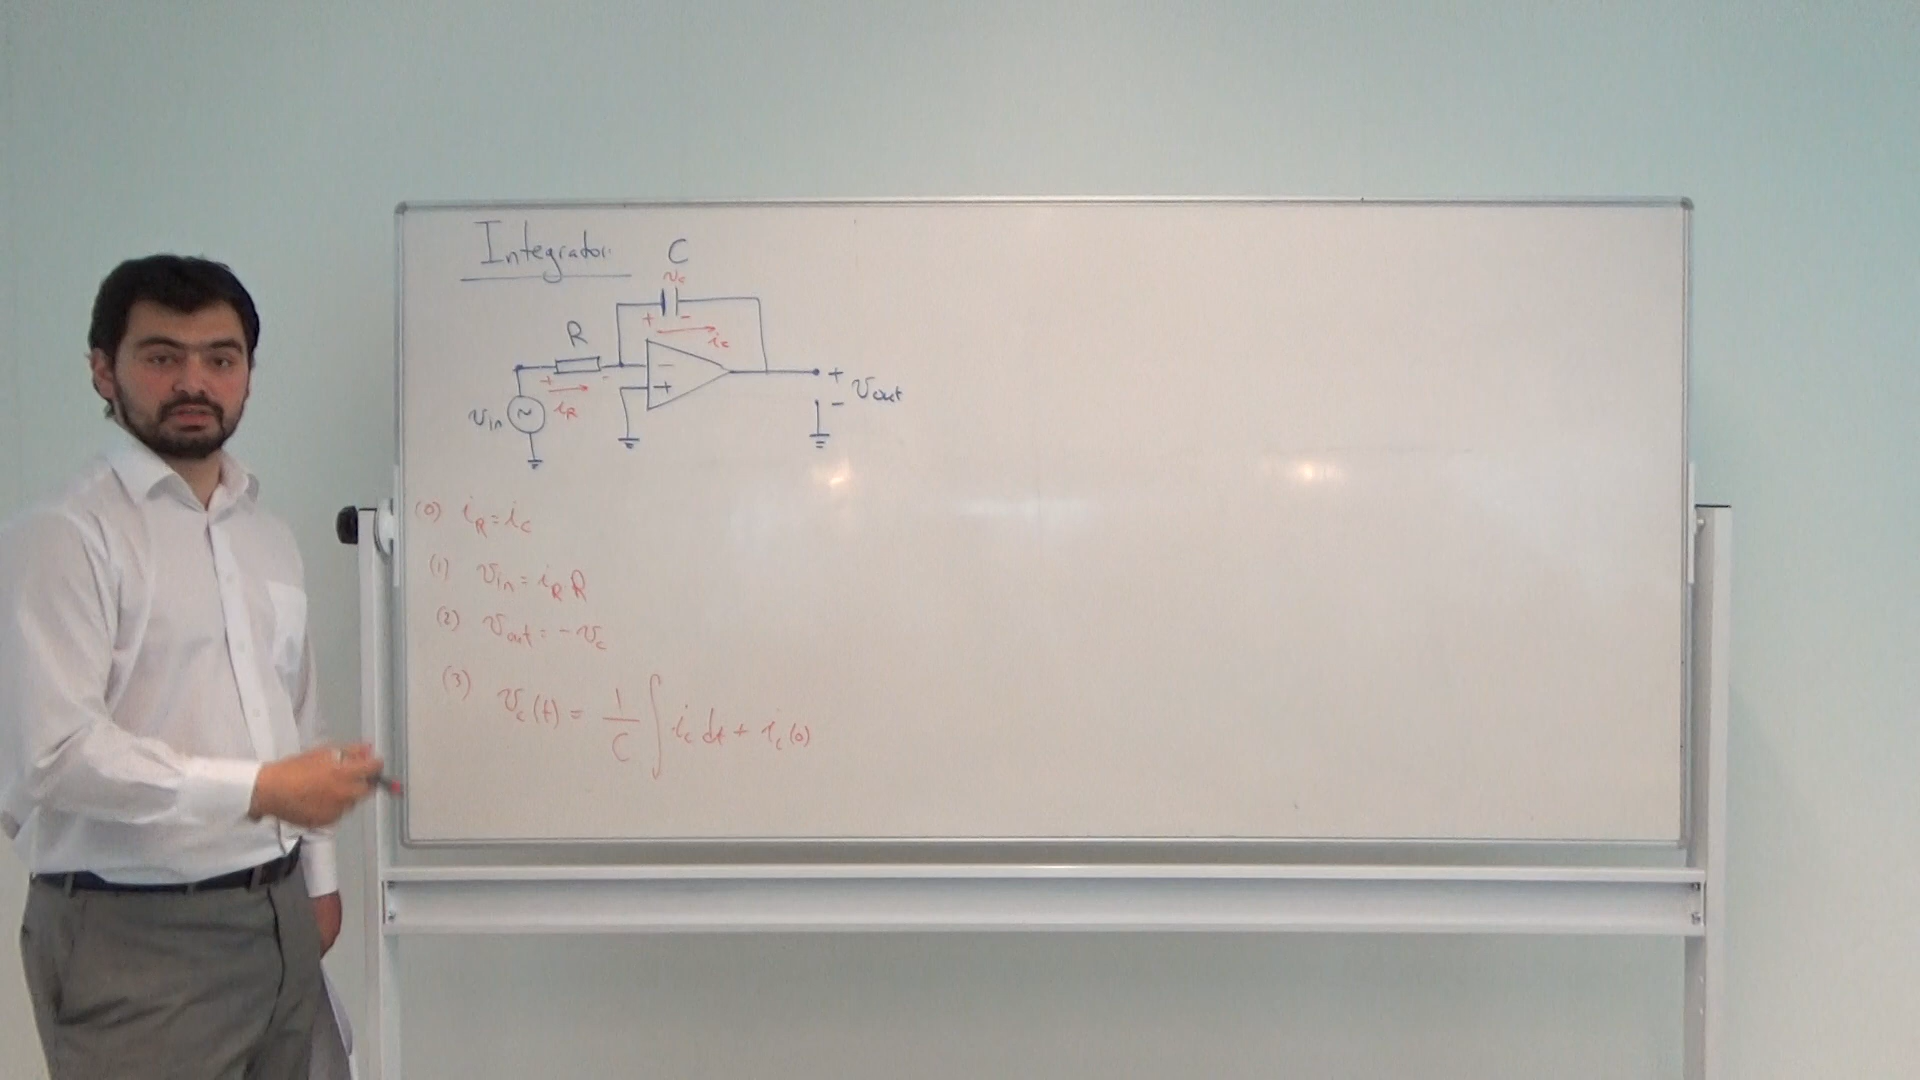 Integrator
C
v_c
+ -
i_c
R
+ -
i_R
-
+
v_in
~
+
v_out
-
(0) i_R = i_c
(1) v_in = i_R R
(2) v_out = - v_c
(3) v_c(t) = 1/C ∫ i_c dt + i_c(0)